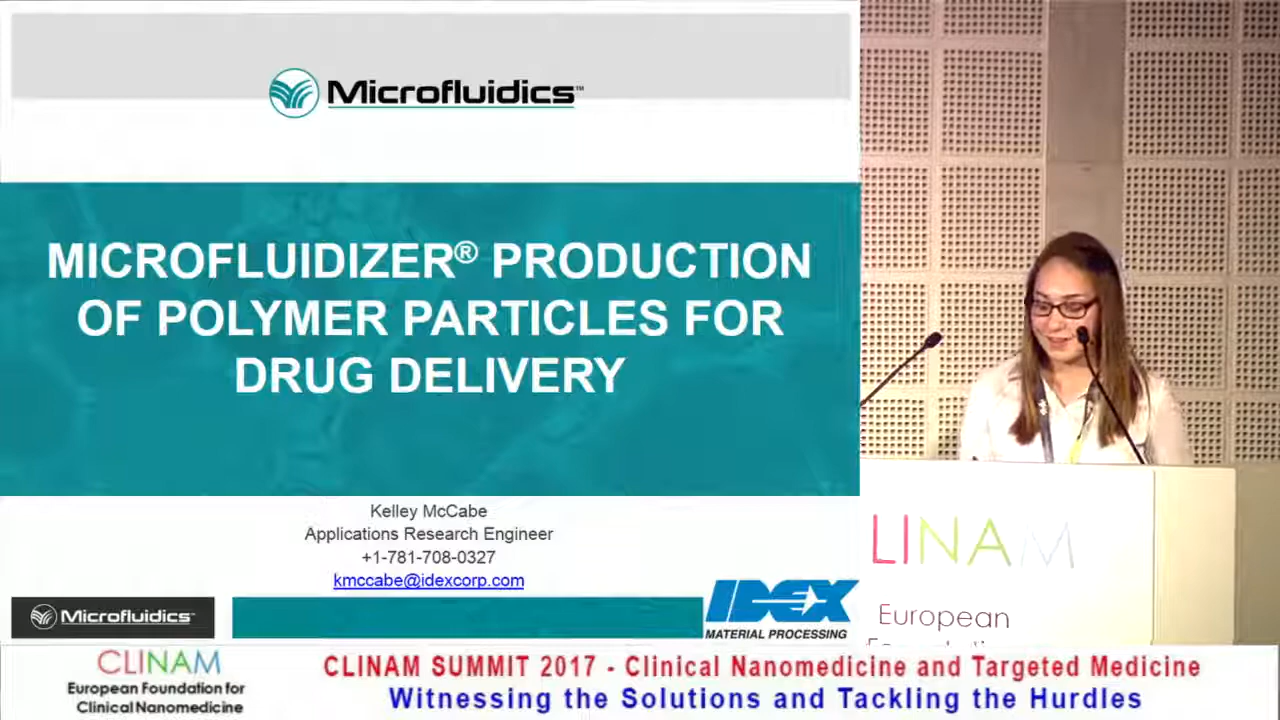 Microfluidics™
MICROFLUIDIZER® PRODUCTION
OF POLYMER PARTICLES FOR
DRUG DELIVERY
Kelley McCabe
Applications Research Engineer
+1-781-708-0327
kmccabe@idexcorp.com
Microfluidics
IDEX
MATERIAL PROCESSING
LINAM
European
CLINAM
European Foundation for
Clinical Nanomedicine
CLINAM SUMMIT 2017 - Clinical Nanomedicine and Targeted Medicine
Witnessing the Solutions and Tackling the Hurdles